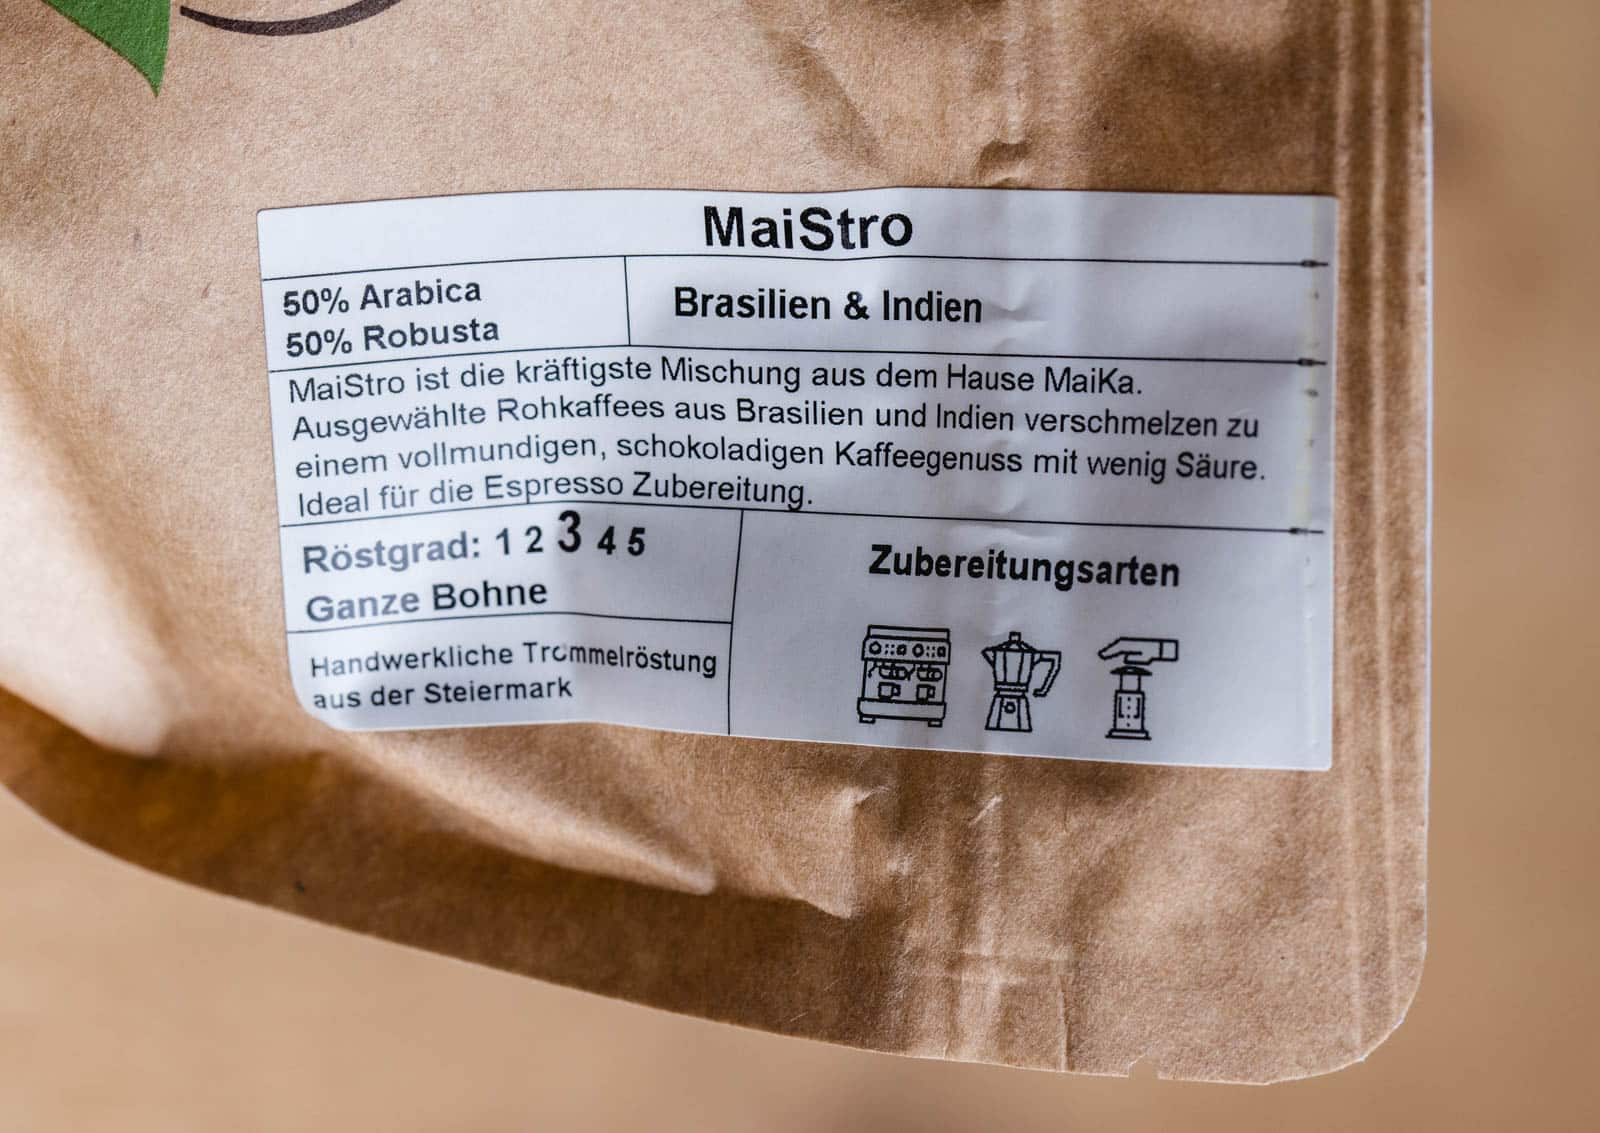 MaiStro
50% Arabica
50% Robusta
Brasilien & Indien
MaiStro ist die kräftigste Mischung aus dem Hause MaiKa.
Ausgewählte Rohkaffees aus Brasilien und Indien verschmelzen zu
einem vollmundigen, schokoladigen Kaffeegenuss mit wenig Säure.
Ideal für die Espresso Zubereitung.
Röstgrad: 1 2 3 4 5
Ganze Bohne
Handwerkliche Trommelröstung
aus der Steiermark
Zubereitungsarten